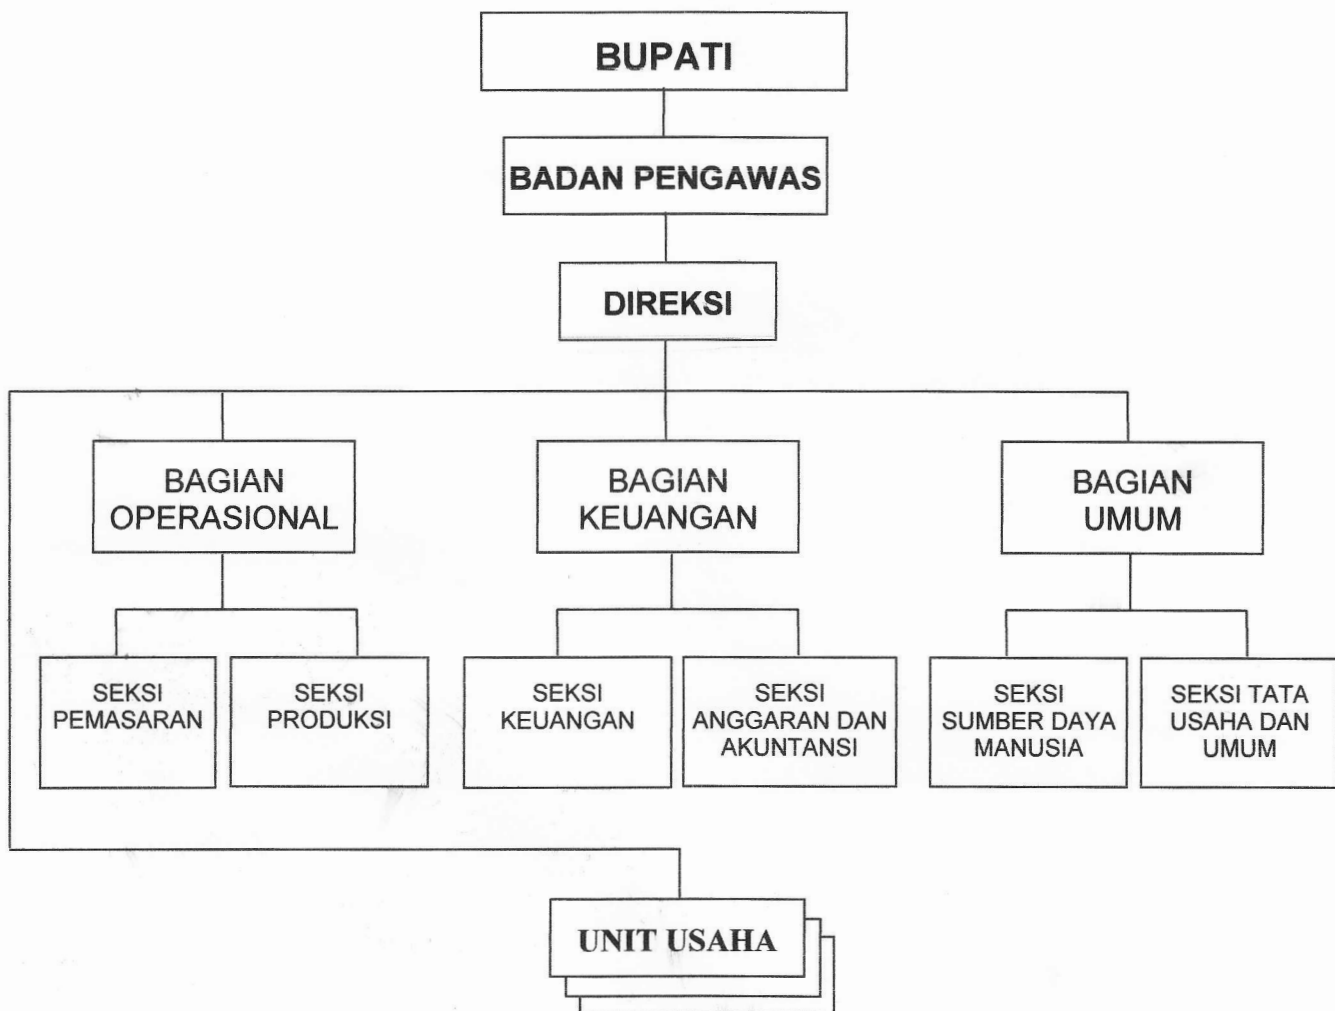 BUPATI
BADAN PENGAWAS
DIREKSI
BAGIAN
OPERASIONAL
BAGIAN
KEUANGAN
BAGIAN
UMUM
SEKSI
PEMASARAN
SEKSI
PRODUKSI
SEKSI
KEUANGAN
SEKSI
ANGGARAN DAN
AKUNTANSI
SEKSI
SUMBER DAYA
MANUSIA
SEKSI TATA
USAHA DAN
UMUM
UNIT USAHA